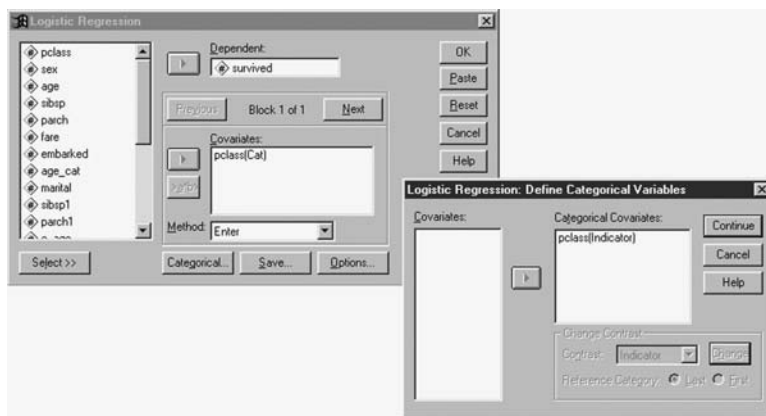 Logistic Regression
pclass
sex
age
sibsp
parch
fare
embarked
age_cat
marital
sibsp1
parch1
Select >>
Dependent:
survived
Previous
Block 1 of 1
Next
Covariates:
pclass(Cat)
>a*b>
Method:
Enter
Categorical...
Save...
Options...
OK
Paste
Reset
Cancel
Help
Logistic Regression: Define Categorical Variables
Covariates:
Categorical Covariates:
pclass(Indicator)
Continue
Cancel
Help
Change Contrast
Contrast:
Indicator
Change
Reference Category:
Last
First